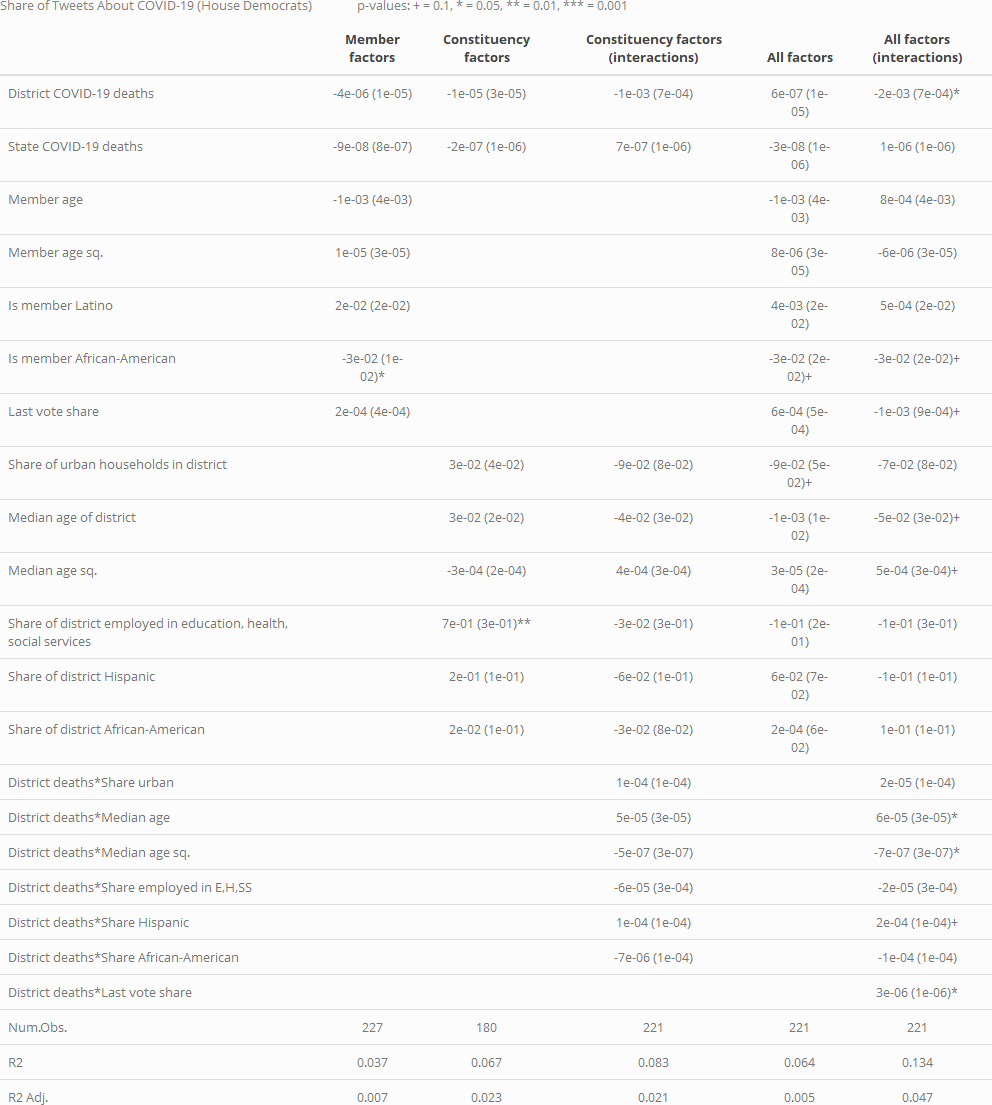 Share of Tweets About COVID-19 (House Democrats) p-values: + = 0.1, * = 0.05, ** = 0.01, *** = 0.001
Member factors Constituency factors Constituency factors (interactions) All factors All factors (interactions)
District COVID-19 deaths -4e-06 (1e-05) -1e-05 (3e-05) -1e-03 (7e-04) 6e-07 (1e-05) -2e-03 (7e-04)*
State COVID-19 deaths -9e-08 (8e-07) -2e-07 (1e-06) 7e-07 (1e-06) -3e-08 (1e-06) 1e-06 (1e-06)
Member age -1e-03 (4e-03) -1e-03 (4e-03) 8e-04 (4e-03)
Member age sq. 1e-05 (3e-05) 8e-06 (3e-05) -6e-06 (3e-05)
Is member Latino 2e-02 (2e-02) 4e-03 (2e-02) 5e-04 (2e-02)
Is member African-American -3e-02 (1e-02)* -3e-02 (2e-02)+ -3e-02 (2e-02)+
Last vote share 2e-04 (4e-04) 6e-04 (5e-04) -1e-03 (9e-04)+
Share of urban households in district 3e-02 (4e-02) -9e-02 (8e-02) -9e-02 (5e-02)+ -7e-02 (8e-02)
Median age of district 3e-02 (2e-02) -4e-02 (3e-02) -1e-03 (1e-02) -5e-02 (3e-02)+
Median age sq. -3e-04 (2e-04) 4e-04 (3e-04) 3e-05 (2e-04) 5e-04 (3e-04)+
Share of district employed in education, health, social services 7e-01 (3e-01)** -3e-02 (3e-01) -1e-01 (2e-01) -1e-01 (3e-01)
Share of district Hispanic 2e-01 (1e-01) -6e-02 (1e-01) 6e-02 (7e-02) -1e-01 (1e-01)
Share of district African-American 2e-02 (1e-01) -3e-02 (8e-02) 2e-04 (6e-02) 1e-01 (1e-01)
District deaths*Share urban 1e-04 (1e-04) 2e-05 (1e-04)
District deaths*Median age 5e-05 (3e-05) 6e-05 (3e-05)*
District deaths*Median age sq. -5e-07 (3e-07) -7e-07 (3e-07)*
District deaths*Share employed in E,H,SS -6e-05 (3e-04) -2e-05 (3e-04)
District deaths*Share Hispanic 1e-04 (1e-04) 2e-04 (1e-04)+
District deaths*Share African-American -7e-06 (1e-04) -1e-04 (1e-04)
District deaths*Last vote share 3e-06 (1e-06)*
Num.Obs. 227 180 221 221 221
R2 0.037 0.067 0.083 0.064 0.134
R2 Adj. 0.007 0.023 0.021 0.005 0.047